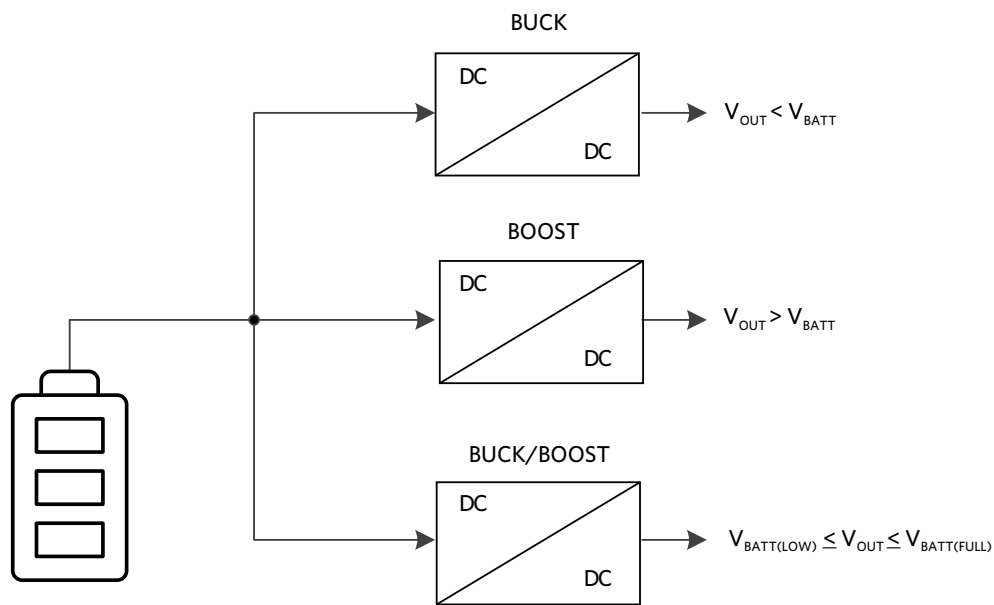 BUCK
DC
DC
V_OUT < V_BATT
BOOST
DC
DC
V_OUT > V_BATT
BUCK/BOOST
DC
DC
V_BATT(LOW) ≤ V_OUT ≤ V_BATT(FULL)